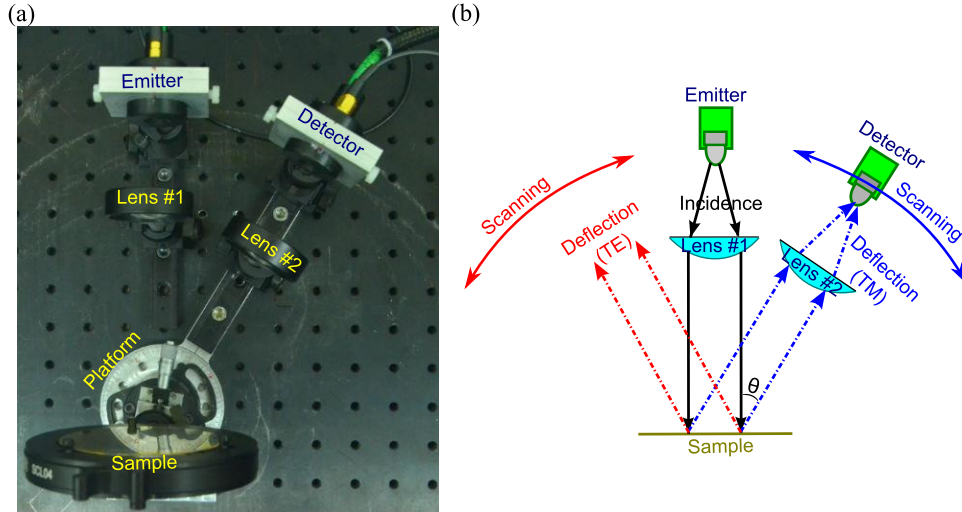 (a)
Emitter
Detector
Lens #1
Lens #2
Platform
Sample
SCL04
(b)
Emitter
Detector
Scanning
Scanning
Incidence
Deflection
(TE)
Lens #1
Lens #2
Deflection
(TM)
θ
Sample